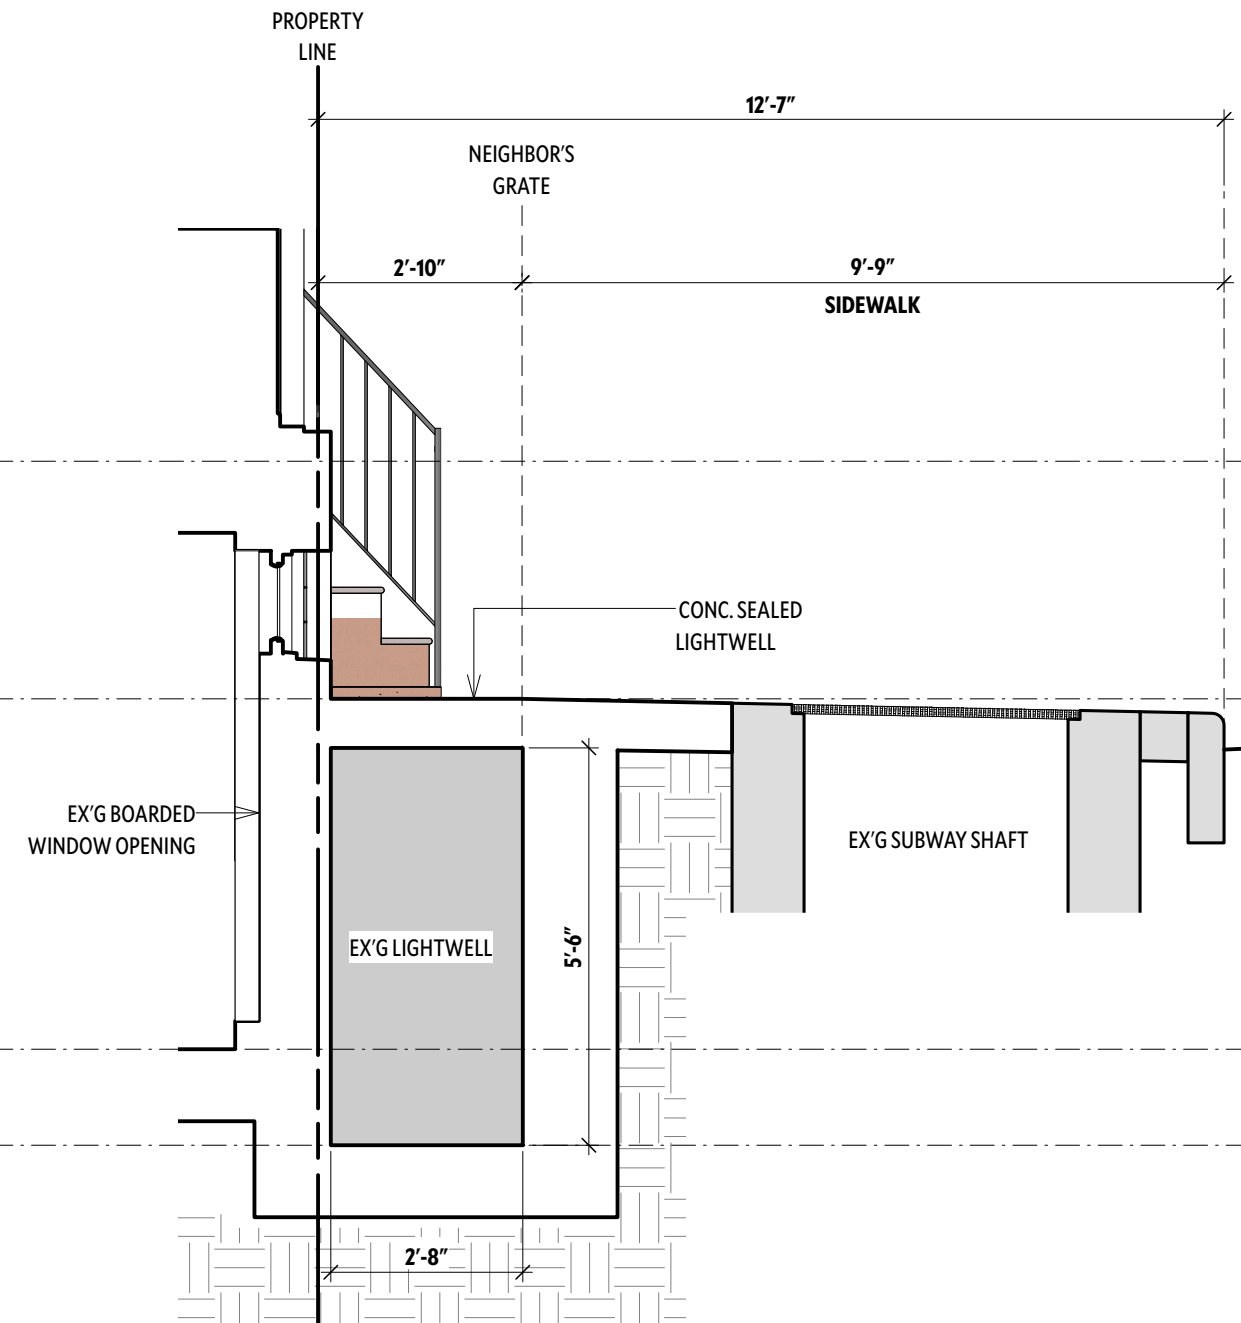 PROPERTY
LINE
12'-7"
NEIGHBOR'S
GRATE
2'-10"
9'-9"
SIDEWALK
CONC. SEALED
LIGHTWELL
EX'G BOARDED
WINDOW OPENING
EX'G SUBWAY SHAFT
EX'G LIGHTWELL
5'-6"
2'-8"